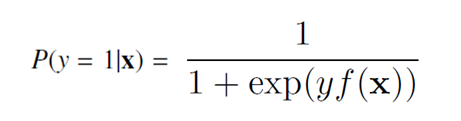 P(y = 1|x) = 1 / (1 + exp(yf(x)))